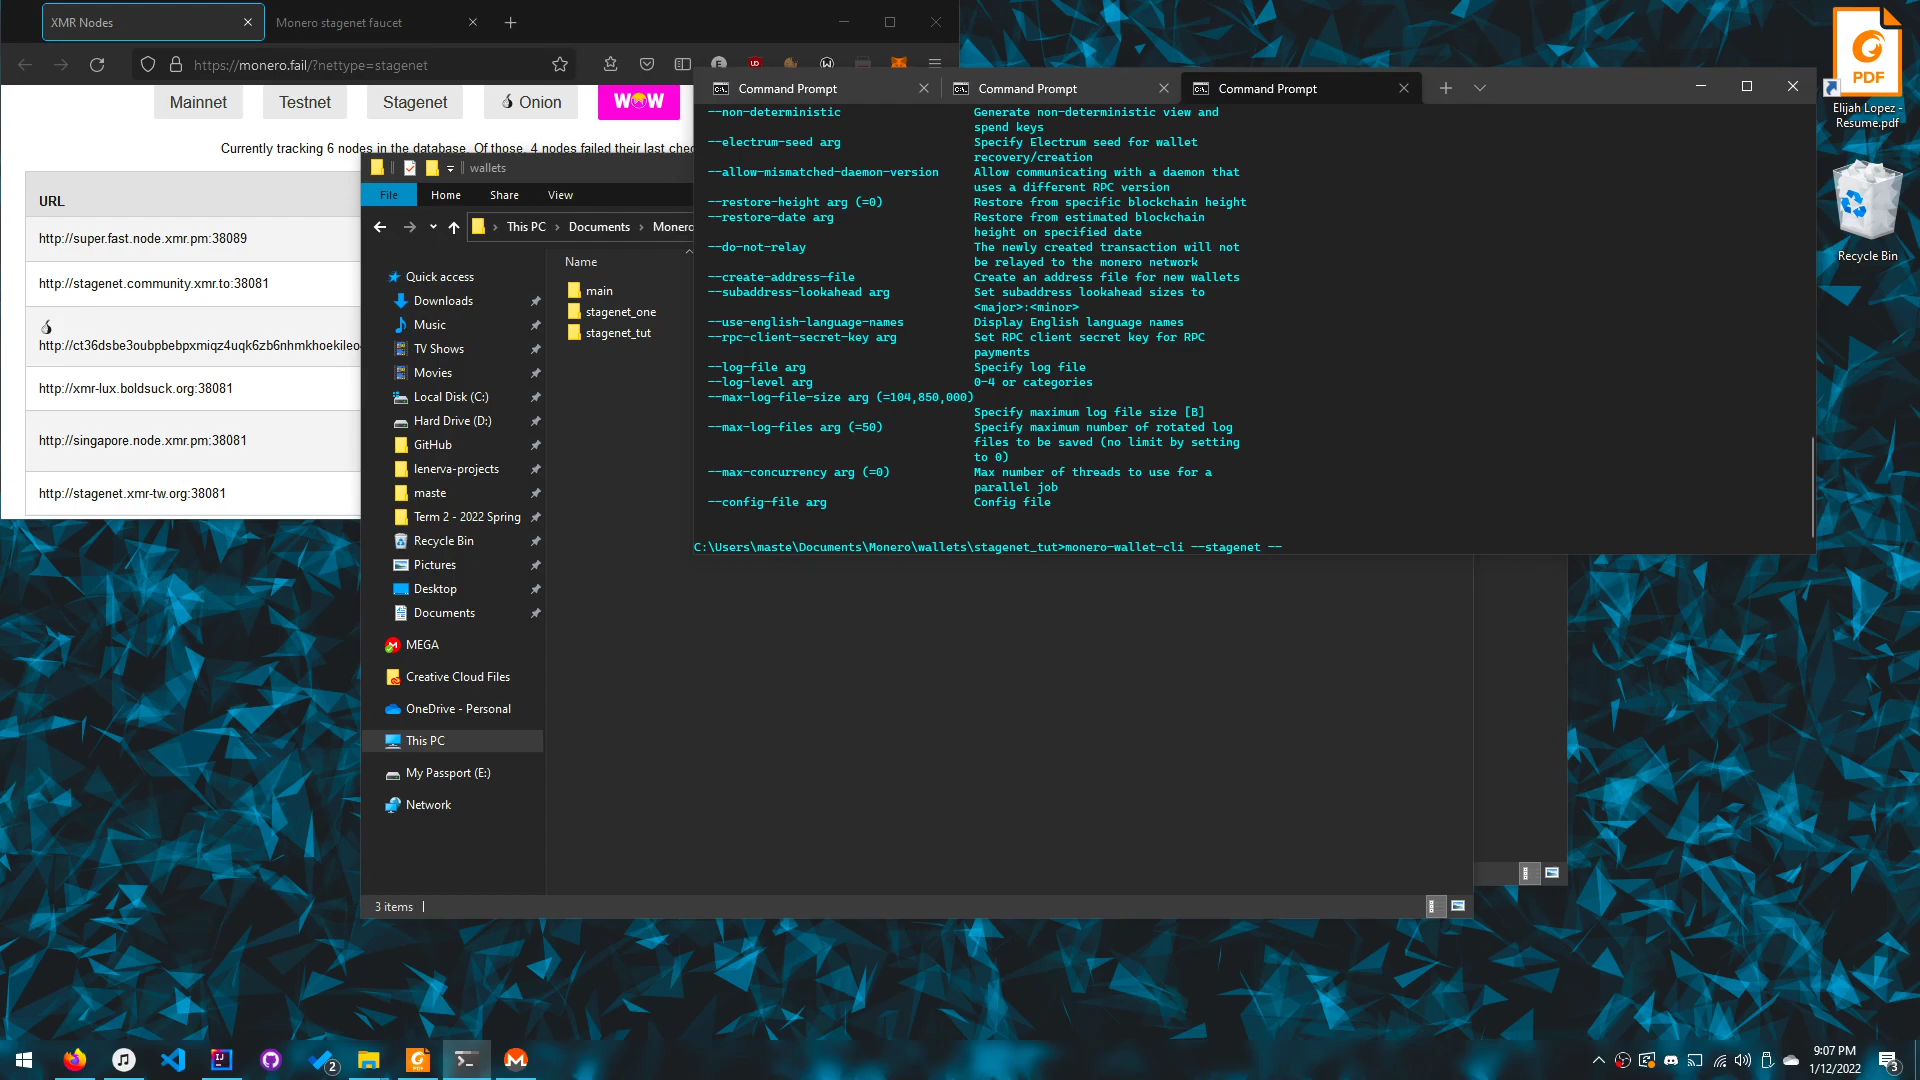 XMR Nodes
Monero stagenet faucet
https://monero.fail/?nettype=stagenet
Mainnet
Testnet
Stagenet
Onion
WOW
Currently tracking 6 nodes in the database. Of those, 4 nodes failed their last chec
URL
http://super.fast.node.xmr.pm:38089
http://stagenet.community.xmr.to:38081
http://ct36dsbe3oubpbebpxmiqz4uqk6zb6nhmkhoekileo
http://xmr-lux.boldsuck.org:38081
http://singapore.node.xmr.pm:38081
http://stagenet.xmr-tw.org:38081
wallets
File
Home
Share
View
This PC
Documents
Monero
Name
main
stagenet_one
stagenet_tut
Quick access
Downloads
Music
TV Shows
Movies
Local Disk (C:)
Hard Drive (D:)
GitHub
lenerva-projects
maste
Term 2 - 2022 Spring
Recycle Bin
Pictures
Desktop
Documents
MEGA
Creative Cloud Files
OneDrive - Personal
This PC
My Passport (E:)
Network
3 items
Command Prompt
Command Prompt
Command Prompt
--non-deterministic Generate non-deterministic view and
spend keys
--electrum-seed arg Specify Electrum seed for wallet
recovery/creation
--allow-mismatched-daemon-version Allow communicating with a daemon that
uses a different RPC version
--restore-height arg (=0) Restore from specific blockchain height
--restore-date arg Restore from estimated blockchain
height on specified date
--do-not-relay The newly created transaction will not
be relayed to the monero network
--create-address-file Create an address file for new wallets
--subaddress-lookahead arg Set subaddress lookahead sizes to
<major>:<minor>
--use-english-language-names Display English language names
--rpc-client-secret-key arg Set RPC client secret key for RPC
payments
--log-file arg Specify log file
--log-level arg 0-4 or categories
--max-log-file-size arg (=104,850,000)
Specify maximum log file size [B]
--max-log-files arg (=50) Specify maximum number of rotated log
files to be saved (no limit by setting
to 0)
--max-concurrency arg (=0) Max number of threads to use for a
parallel job
--config-file arg Config file
C:\Users\maste\Documents\Monero\wallets\stagenet_tut>monero-wallet-cli --stagenet --
PDF
Elijah Lopez -
Resume.pdf
Recycle Bin
2
9:07 PM
1/12/2022
3